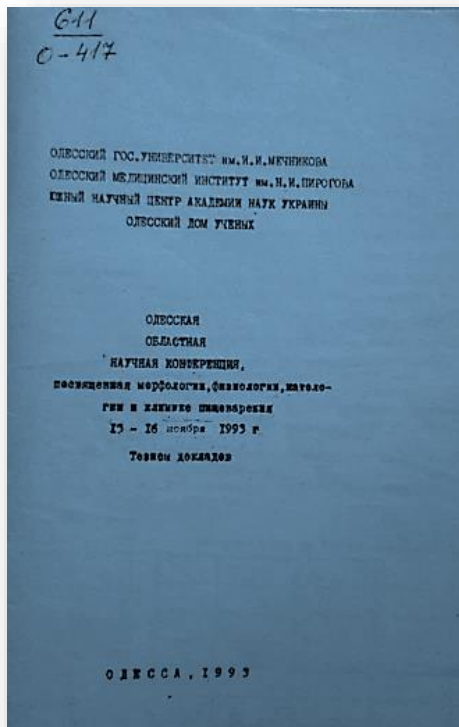 611
О-417
ОДЕССКИЙ ГОС.УНИВЕРСИТЕТ им.И.И.МЕЧНИКОВА
ОДЕССКИЙ МЕДИЦИНСКИЙ ИНСТИТУТ им.Н.И.ПИРОГОВА
ЮЖНЫЙ НАУЧНЫЙ ЦЕНТР АКАДЕМИИ НАУК УКРАИНЫ
ОДЕССКИЙ ДОМ УЧЕНЫХ
ОДЕССКАЯ
ОБЛАСТНАЯ
НАУЧНАЯ КОНФЕРЕНЦИЯ,
посвященная морфологии,физиологии,патоло-
гии и клинике пищеварения
15 - 16 ноября 1993 г.
Тезисы докладов
ОДЕССА,1993